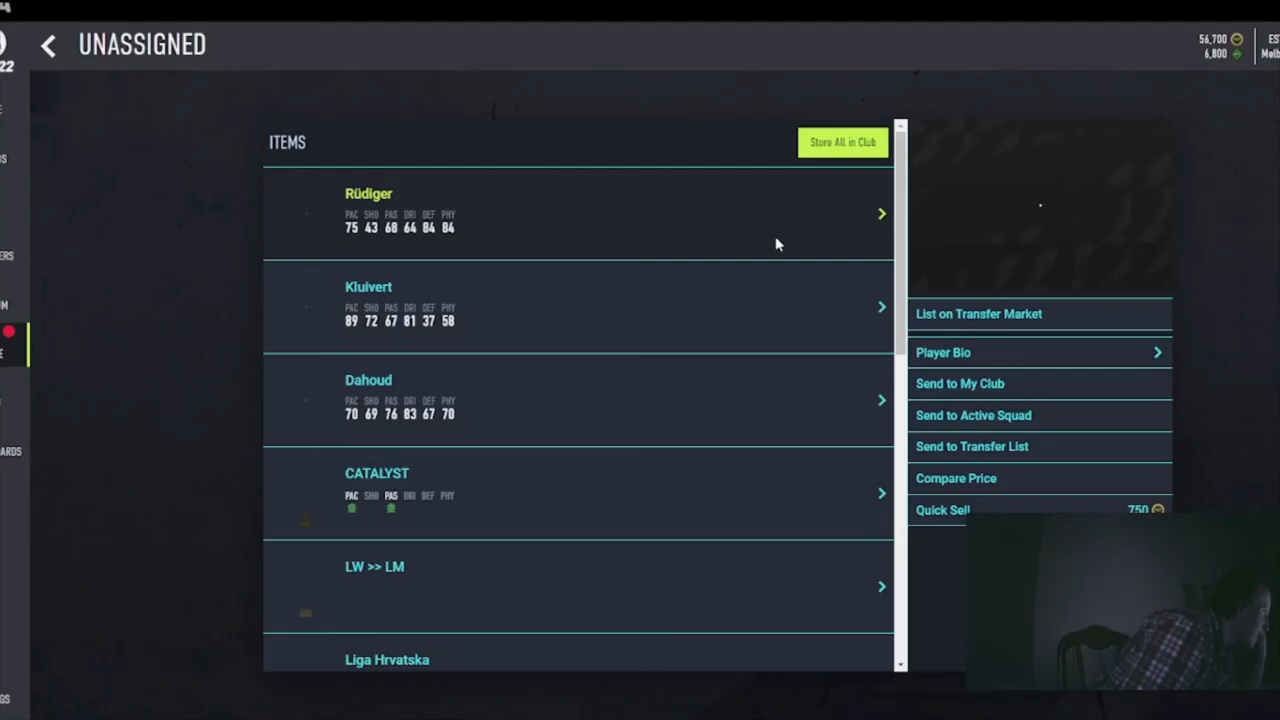 UNASSIGNED
56,700
6,800
22
ITEMS
Store All in Club
Rüdiger
PAC SHO PAS DRI DEF PHY
75 43 68 64 84 84
Kluivert
PAC SHO PAS DRI DEF PHY
89 72 67 81 37 58
Dahoud
PAC SHO PAS DRI DEF PHY
70 69 76 83 67 70
CATALYST
PAC SHO PAS DRI DEF PHY
LW >> LM
Liga Hrvatska
List on Transfer Market
Player Bio
Send to My Club
Send to Active Squad
Send to Transfer List
Compare Price
Quick Sell 750